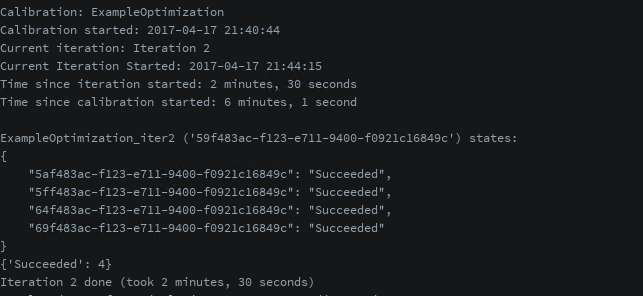 Calibration: ExampleOptimization
Calibration started: 2017-04-17 21:40:44
Current iteration: Iteration 2
Current Iteration Started: 2017-04-17 21:44:15
Time since iteration started: 2 minutes, 30 seconds
Time since calibration started: 6 minutes, 1 second
ExampleOptimization_iter2 ('59f483ac-f123-e711-9400-f0921c16849c') states:
{
"5af483ac-f123-e711-9400-f0921c16849c": "Succeeded",
"5ff483ac-f123-e711-9400-f0921c16849c": "Succeeded",
"64f483ac-f123-e711-9400-f0921c16849c": "Succeeded",
"69f483ac-f123-e711-9400-f0921c16849c": "Succeeded"
}
{'Succeeded': 4}
Iteration 2 done (took 2 minutes, 30 seconds)